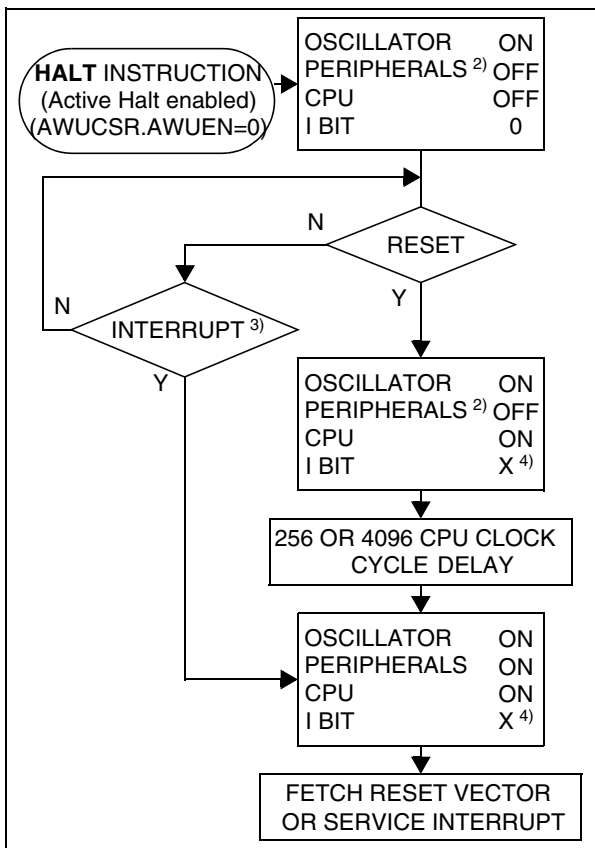 HALT INSTRUCTION
(Active Halt enabled)
(AWUCSR.AWUEN=0)
OSCILLATOR ON
PERIPHERALS 2) OFF
CPU OFF
I BIT 0
RESET
N
Y
INTERRUPT 3)
N
Y
OSCILLATOR ON
PERIPHERALS 2) OFF
CPU ON
I BIT X 4)
256 OR 4096 CPU CLOCK
CYCLE DELAY
OSCILLATOR ON
PERIPHERALS ON
CPU ON
I BIT X 4)
FETCH RESET VECTOR
OR SERVICE INTERRUPT